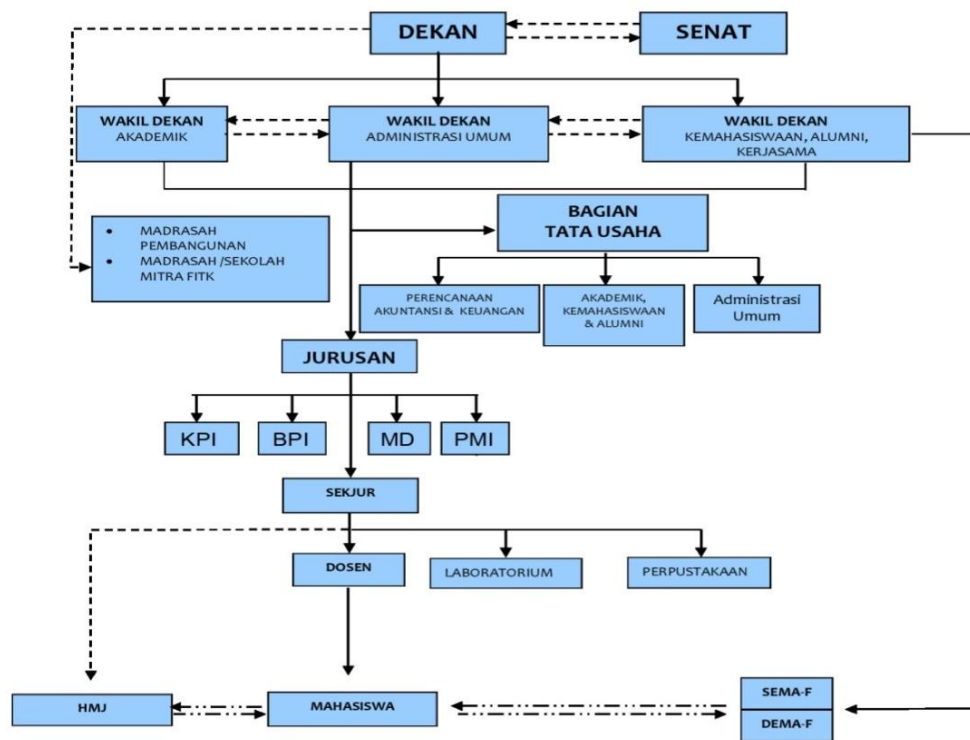 DEKAN
SENAT
WAKIL DEKAN
AKADEMIK
WAKIL DEKAN
ADMINISTRASI UMUM
WAKIL DEKAN
KEMAHASISWAAN, ALUMNI,
KERJASAMA
• MADRASAH
PEMBANGUNAN
• MADRASAH /SEKOLAH
MITRA FITK
BAGIAN
TATA USAHA
PERENCANAAN
AKUNTANSI & KEUANGAN
AKADEMIK,
KEMAHASISWAAN
& ALUMNI
Administrasi
Umum
JURUSAN
KPI
BPI
MD
PMI
SEKJUR
DOSEN
LABORATORIUM
PERPUSTAKAAN
HMJ
MAHASISWA
SEMA-F
DEMA-F